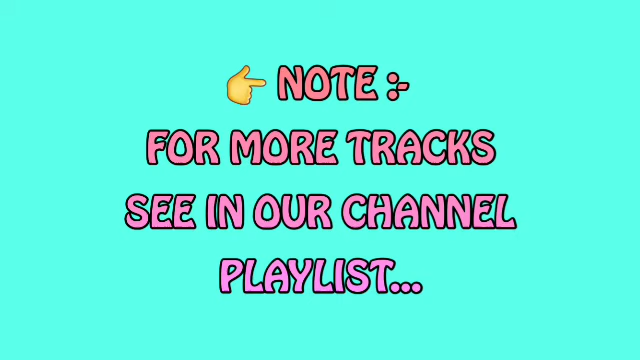 👉 NOTE :-
FOR MORE TRACKS
SEE IN OUR CHANNEL
PLAYLIST...